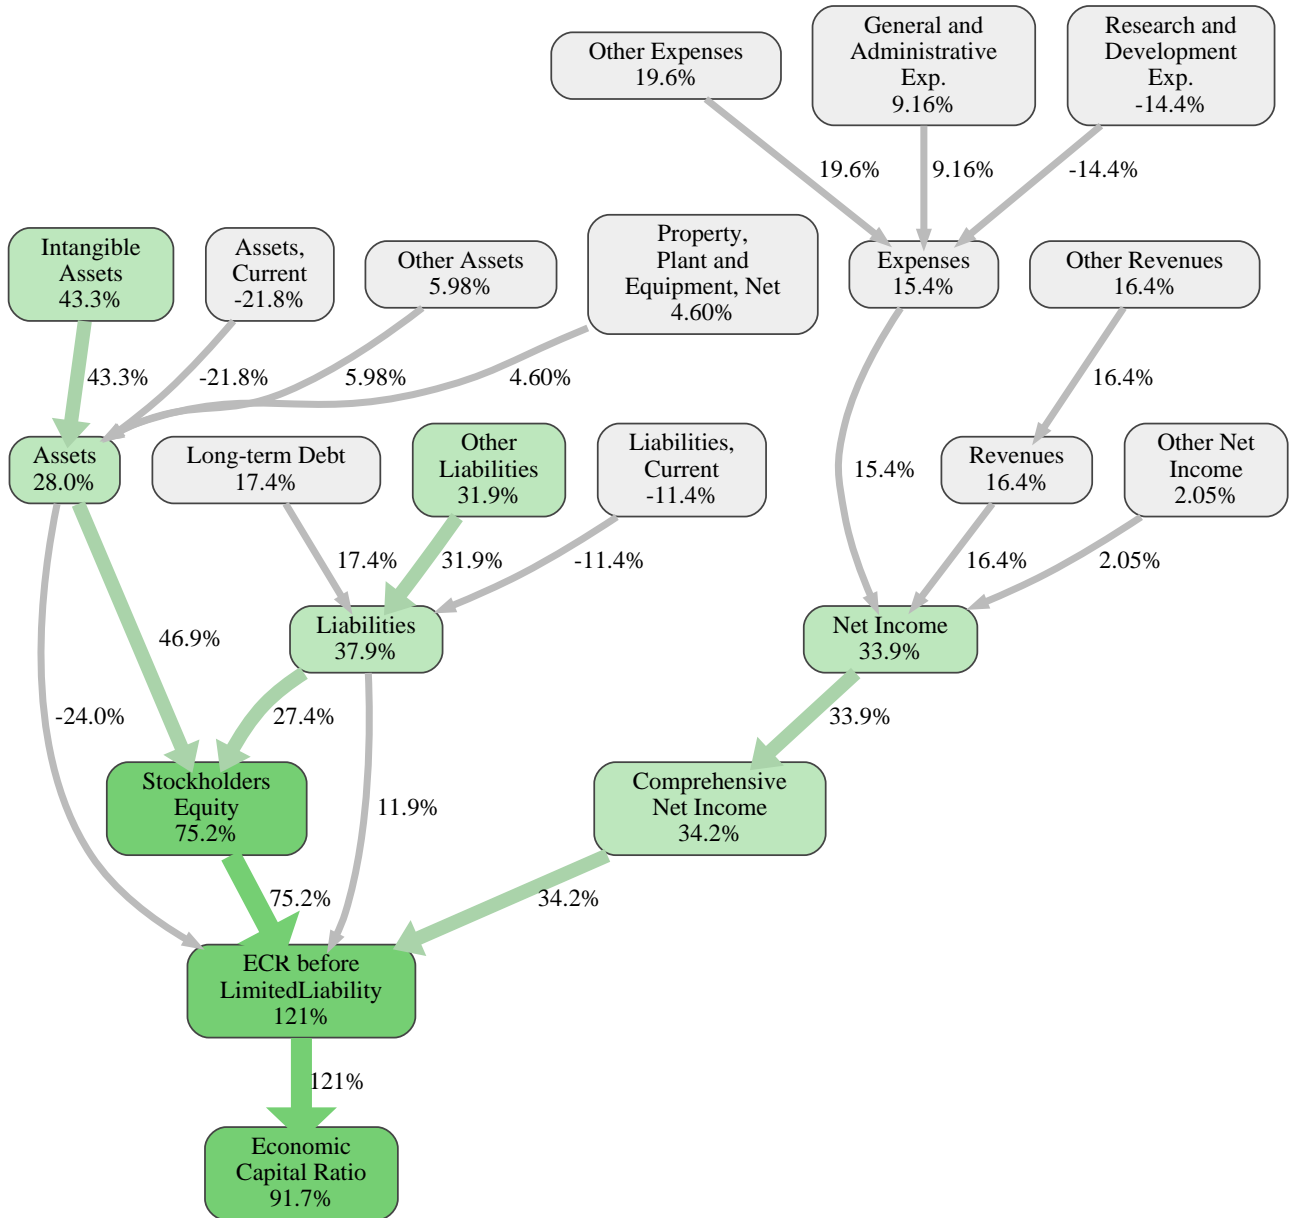 General and
Administrative
Exp.
9.16%
Research and
Development
Exp.
-14.4%
Other Expenses
19.6%
19.6%
9.16%
-14.4%
Intangible
Assets
43.3%
Assets,
Current
-21.8%
Other Assets
5.98%
Property,
Plant and
Equipment, Net
4.60%
Expenses
15.4%
Other Revenues
16.4%
43.3%
-21.8%
5.98%
4.60%
16.4%
Assets
28.0%
Long-term Debt
17.4%
Other
Liabilities
31.9%
Liabilities,
Current
-11.4%
15.4%
Revenues
16.4%
Other Net
Income
2.05%
17.4%
31.9%
-11.4%
16.4%
2.05%
46.9%
Liabilities
37.9%
Net Income
33.9%
-24.0%
27.4%
33.9%
Stockholders
Equity
75.2%
11.9%
Comprehensive
Net Income
34.2%
75.2%
34.2%
ECR before
LimitedLiability
121%
121%
Economic
Capital Ratio
91.7%